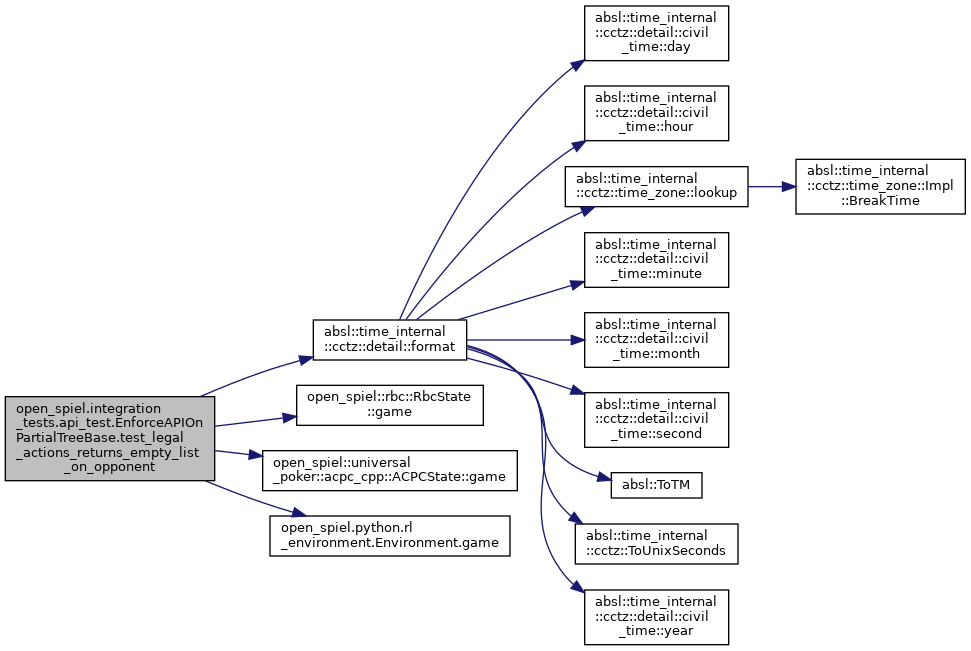 open_spiel.integration
_tests.api_test.EnforceAPIOn
PartialTreeBase.test_legal
_actions_returns_empty_list
_on_opponent
absl::time_internal
::cctz::detail::format
open_spiel::rbc::RbcState
::game
open_spiel::universal
_poker::acpc_cpp::ACPCState::game
open_spiel.python.rl
_environment.Environment.game
absl::time_internal
::cctz::detail::civil
_time::day
absl::time_internal
::cctz::detail::civil
_time::hour
absl::time_internal
::cctz::time_zone::lookup
absl::time_internal
::cctz::time_zone::Impl
::BreakTime
absl::time_internal
::cctz::detail::civil
_time::minute
absl::time_internal
::cctz::detail::civil
_time::month
absl::time_internal
::cctz::detail::civil
_time::second
absl::ToTM
absl::time_internal
::cctz::ToUnixSeconds
absl::time_internal
::cctz::detail::civil
_time::year